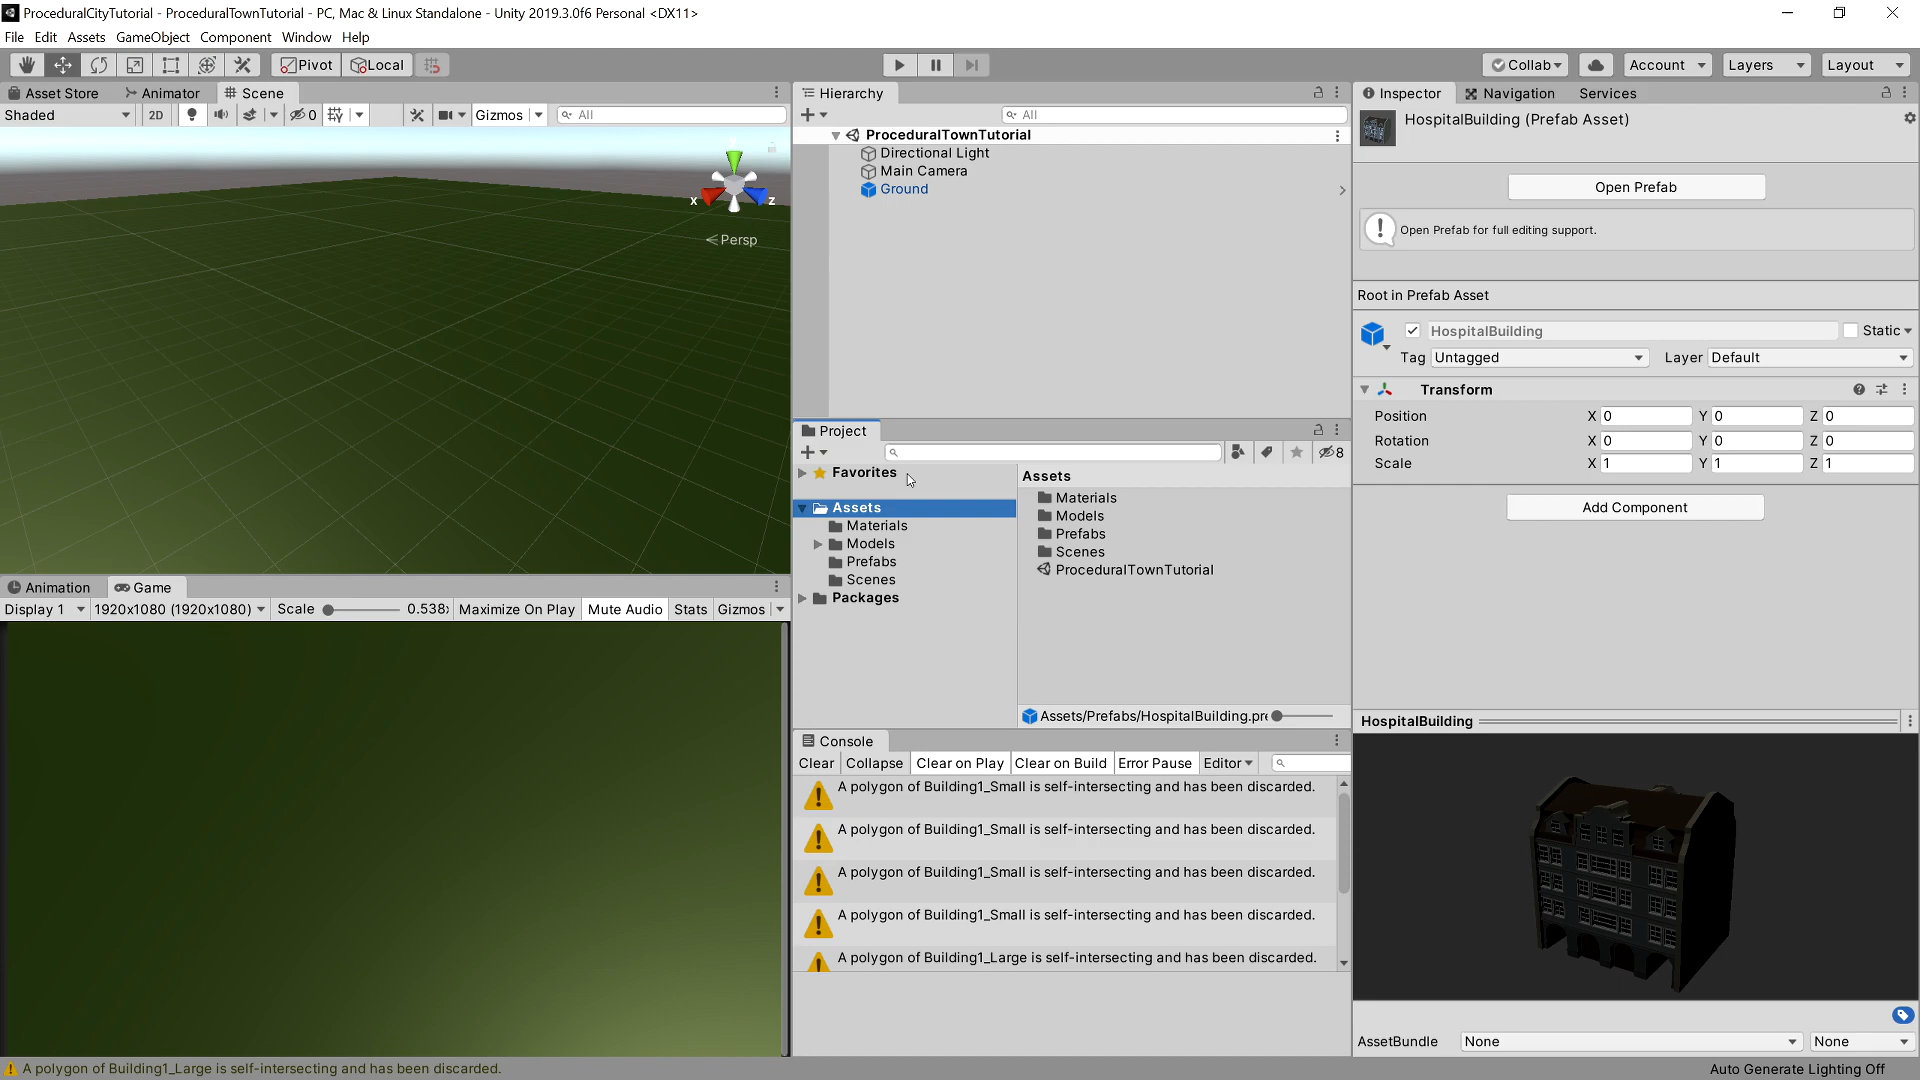 ProceduralCityTutorial - ProceduralTownTutorial - PC, Mac & Linux Standalone - Unity 2019.3.0f6 Personal <DX11>
File Edit Assets GameObject Component Window Help
Pivot Local Collab Account Layers Layout
Asset Store Animator Scene
Shaded 2D 0 Gizmos All
X Z
Persp
Animation Game
Display 1 1920x1080 (1920x1080) Scale 0.538: Maximize On Play Mute Audio Stats Gizmos
Hierarchy
All
ProceduralTownTutorial
Directional Light
Main Camera
Ground
Project
8
Favorites
Assets
Materials
Models
Prefabs
Scenes
Packages
Assets
Materials
Models
Prefabs
Scenes
ProceduralTownTutorial
Assets/Prefabs/HospitalBuilding.pre
Console
Clear Collapse Clear on Play Clear on Build Error Pause Editor
A polygon of Building1_Small is self-intersecting and has been discarded.
A polygon of Building1_Small is self-intersecting and has been discarded.
A polygon of Building1_Small is self-intersecting and has been discarded.
A polygon of Building1_Small is self-intersecting and has been discarded.
A polygon of Building1_Large is self-intersecting and has been discarded.
Inspector Navigation Services
HospitalBuilding (Prefab Asset)
Open Prefab
Open Prefab for full editing support.
Root in Prefab Asset
HospitalBuilding Static
Tag Untagged Layer Default
Transform
Position X 0 Y 0 Z 0
Rotation X 0 Y 0 Z 0
Scale X 1 Y 1 Z 1
Add Component
HospitalBuilding
AssetBundle None None
A polygon of Building1_Large is self-intersecting and has been discarded.
Auto Generate Lighting Off